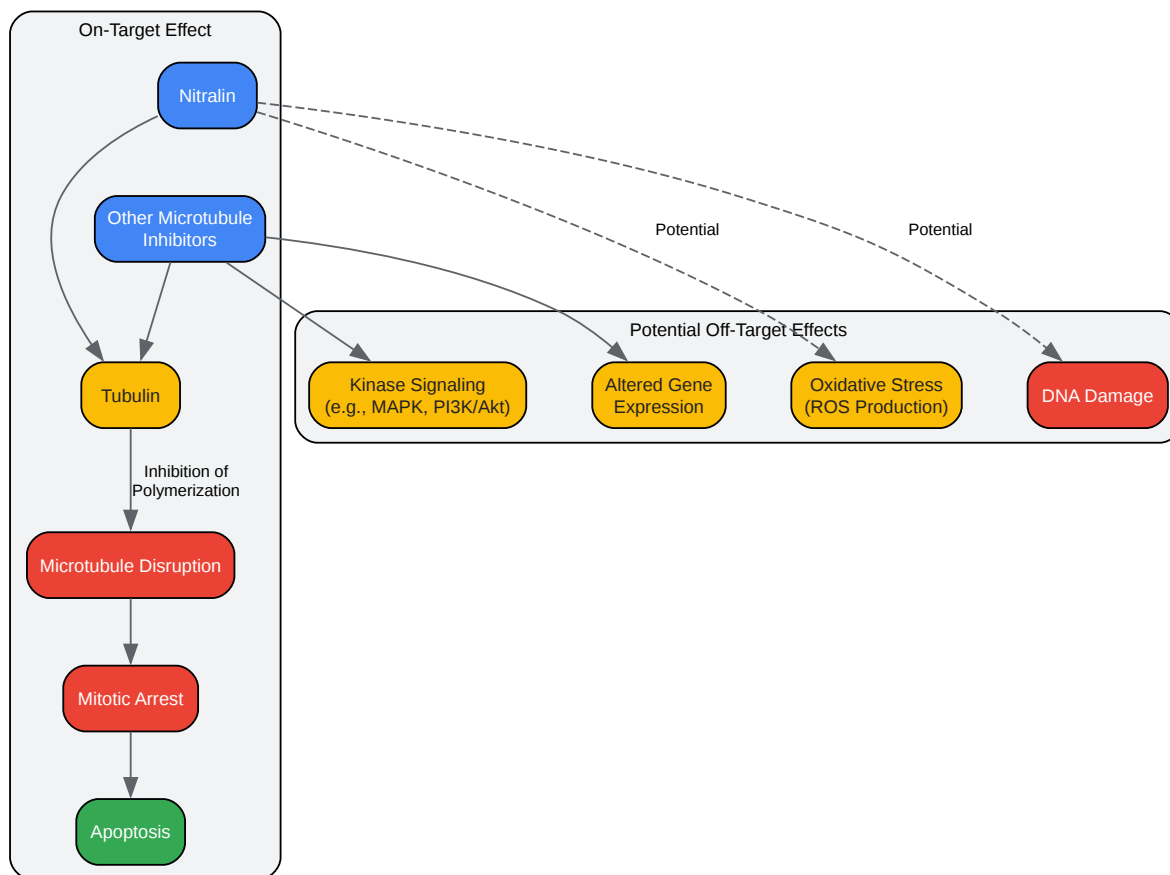 On-Target Effect
Nitralin
Other Microtubule
Inhibitors
Potential
Potential
Potential Off-Target Effects
Tubulin
Kinase Signaling
(e.g., MAPK, PI3K/Akt)
Altered Gene
Expression
Oxidative Stress
(ROS Production)
DNA Damage
Inhibition of
Polymerization
Microtubule Disruption
Mitotic Arrest
Apoptosis